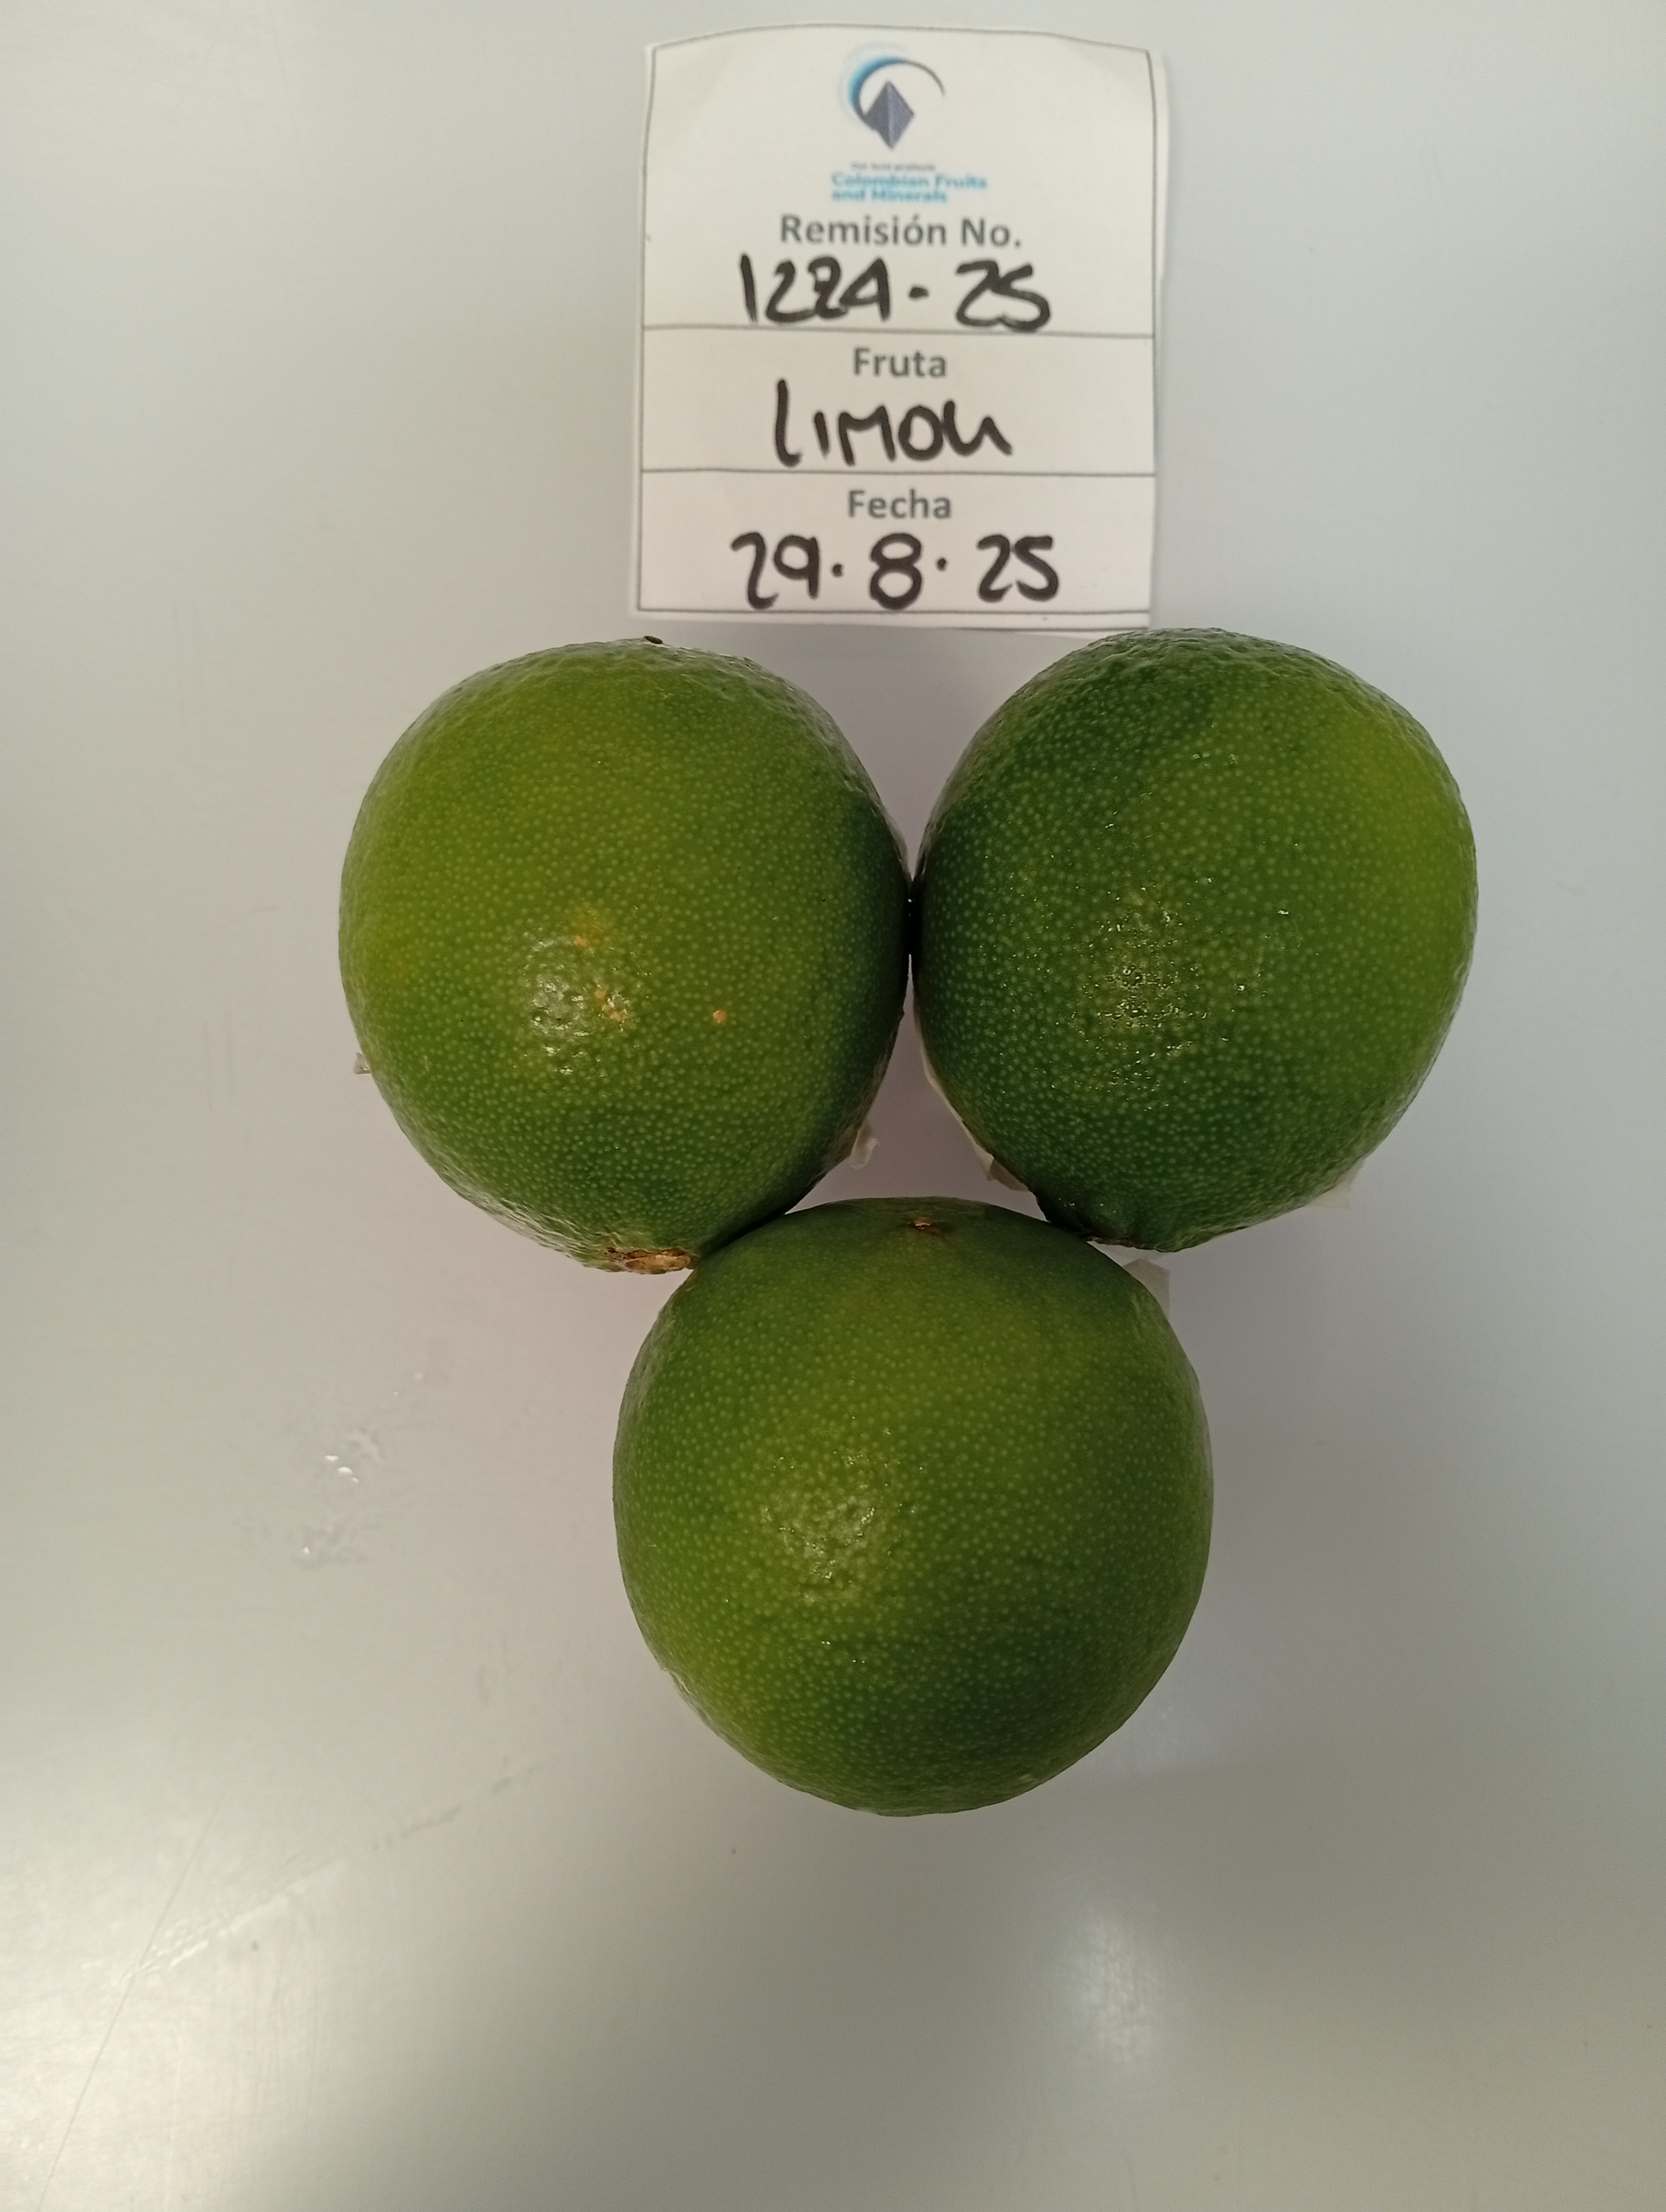 Colombian Fruits
and Minerals
Remisión No.
1224-25
Fruta
LIMON
Fecha
29.8.25